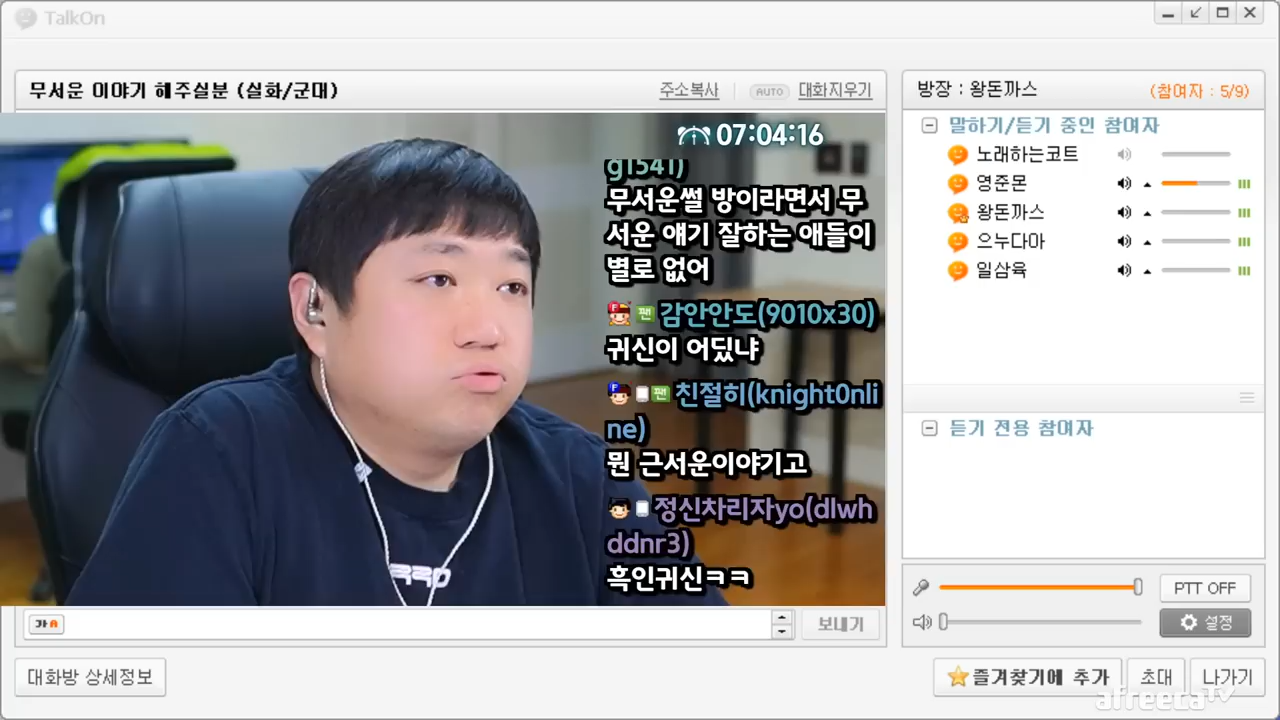 TalkOn
무서운 이야기 해주실분 (실화/군대)
주소복사
AUTO
대화지우기
07:04:16
g1541)
무서운썰 방이라면서 무
서운 얘기 잘하는 애들이
별로 없어
팬 감안안도(9010x30)
귀신이 어딨냐
팬 친절히(knight0nli
ne)
뭔 근서운이야기고
정신차리자yo(dlwh
ddnr3)
흑인귀신ㅋㅋ
가A
보내기
대화방 상세정보
방장 : 왕돈까스
(참여자 : 5/9)
말하기/듣기 중인 참여자
노래하는코트
영준몬
왕돈까스
으누다아
일삼육
듣기 전용 참여자
PTT OFF
설정
즐겨찾기에 추가
초대
나가기
afreecaTV